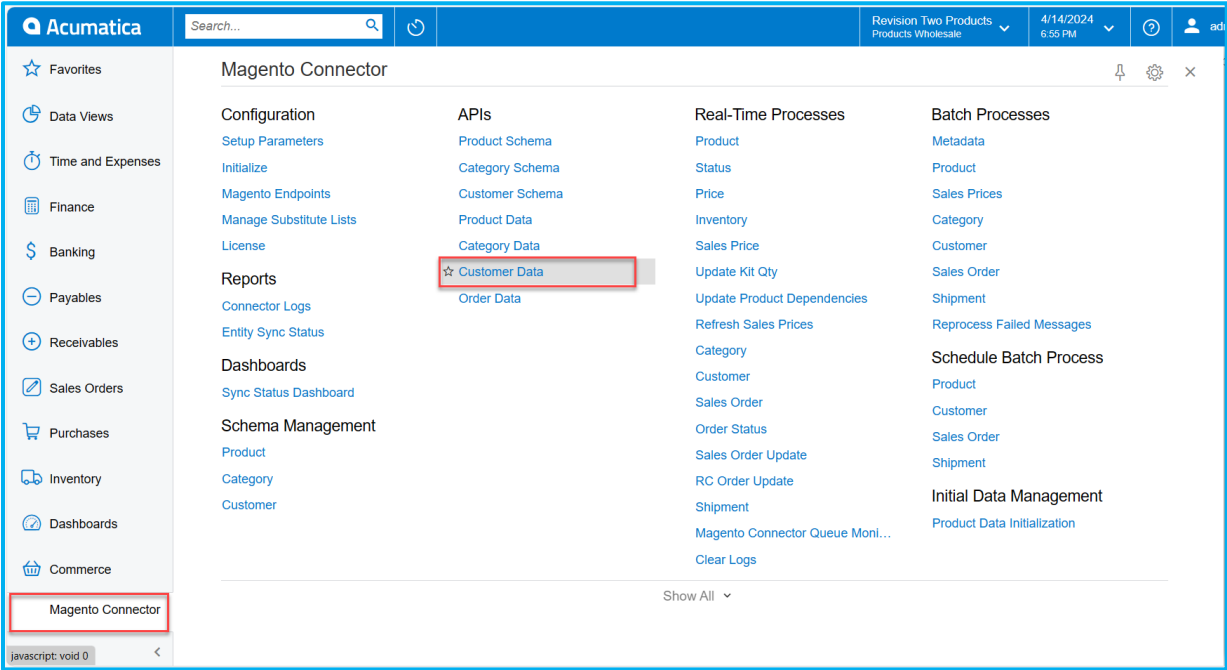 Acumatica
Search...
Revision Two Products
Products Wholesale
4/14/2024
6:55 PM
Favorites
Data Views
Time and Expenses
Finance
Banking
Payables
Receivables
Sales Orders
Purchases
Inventory
Dashboards
Commerce
Magento Connector
javascript: void 0
Magento Connector
Configuration
Setup Parameters
Initialize
Magento Endpoints
Manage Substitute Lists
License
Reports
Connector Logs
Entity Sync Status
Dashboards
Sync Status Dashboard
Schema Management
Product
Category
Customer
APIs
Product Schema
Category Schema
Customer Schema
Product Data
Category Data
Customer Data
Order Data
Real-Time Processes
Product
Status
Price
Inventory
Sales Price
Update Kit Qty
Update Product Dependencies
Refresh Sales Prices
Category
Customer
Sales Order
Order Status
Sales Order Update
RC Order Update
Shipment
Magento Connector Queue Moni...
Clear Logs
Batch Processes
Metadata
Product
Sales Prices
Category
Customer
Sales Order
Shipment
Reprocess Failed Messages
Schedule Batch Process
Product
Customer
Sales Order
Shipment
Initial Data Management
Product Data Initialization
Show All